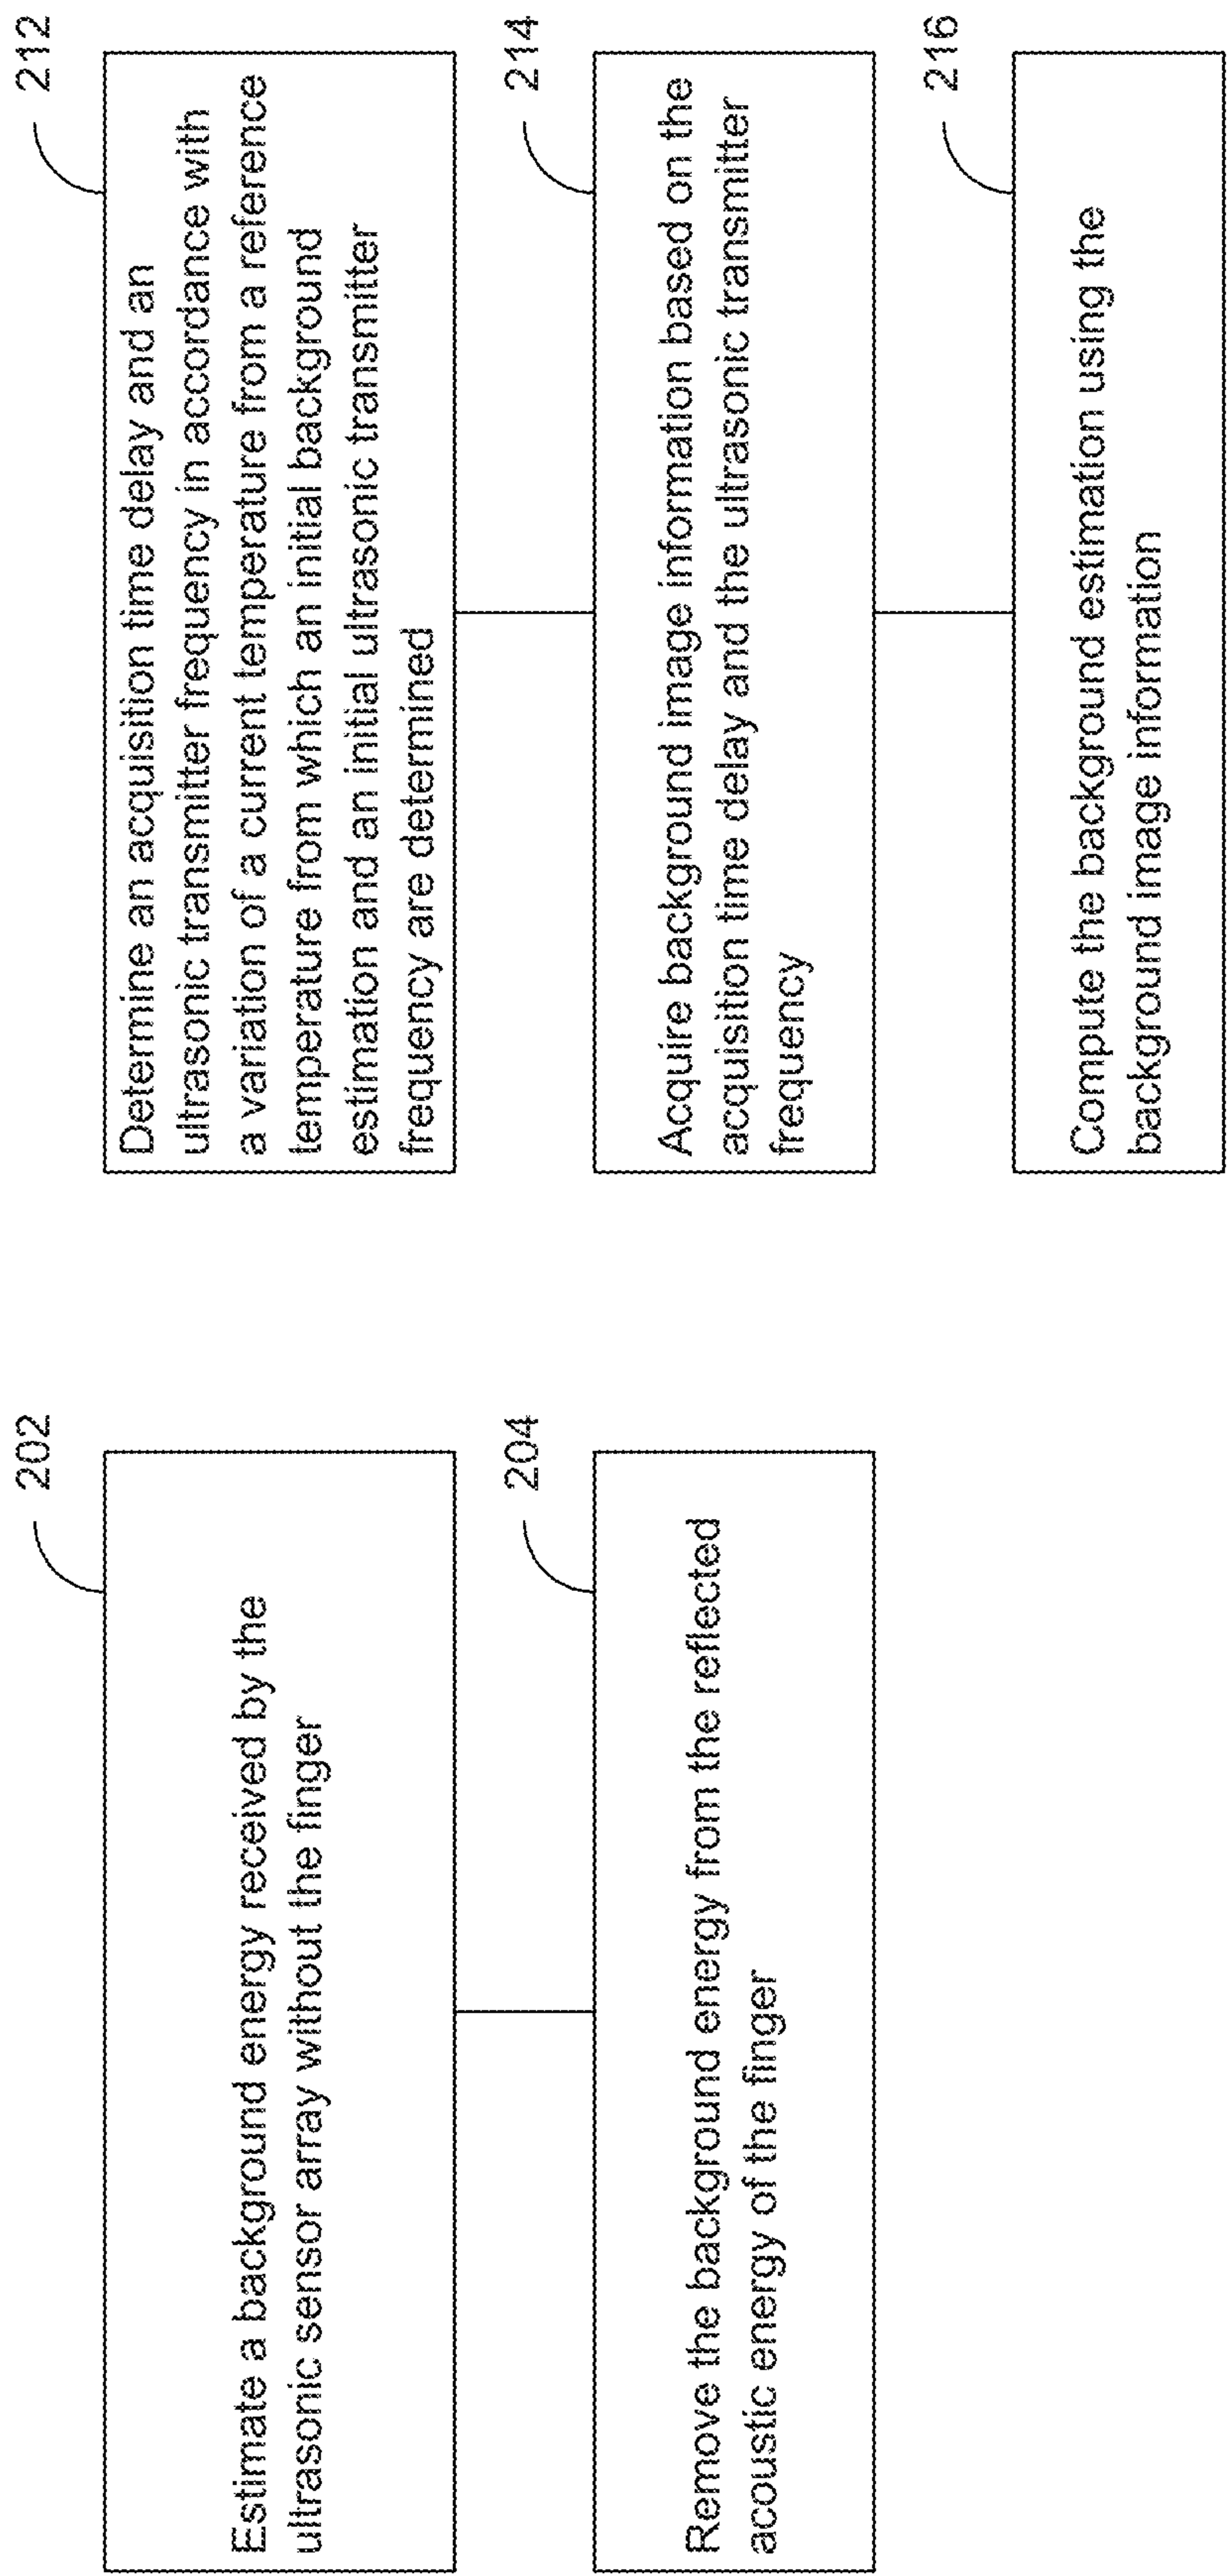 202
Estimate a background energy received by the
ultrasonic sensor array without the finger
204
Remove the background energy from the reflected
acoustic energy of the finger
212
Determine an acquisition time delay and an
ultrasonic transmitter frequency in accordance with
a variation of a current temperature from a reference
temperature from which an initial background
estimation and an initial ultrasonic transmitter
frequency are determined
214
Acquire background image information based on the
acquisition time delay and the ultrasonic transmitter
frequency
216
Compute the background estimation using the
background image information